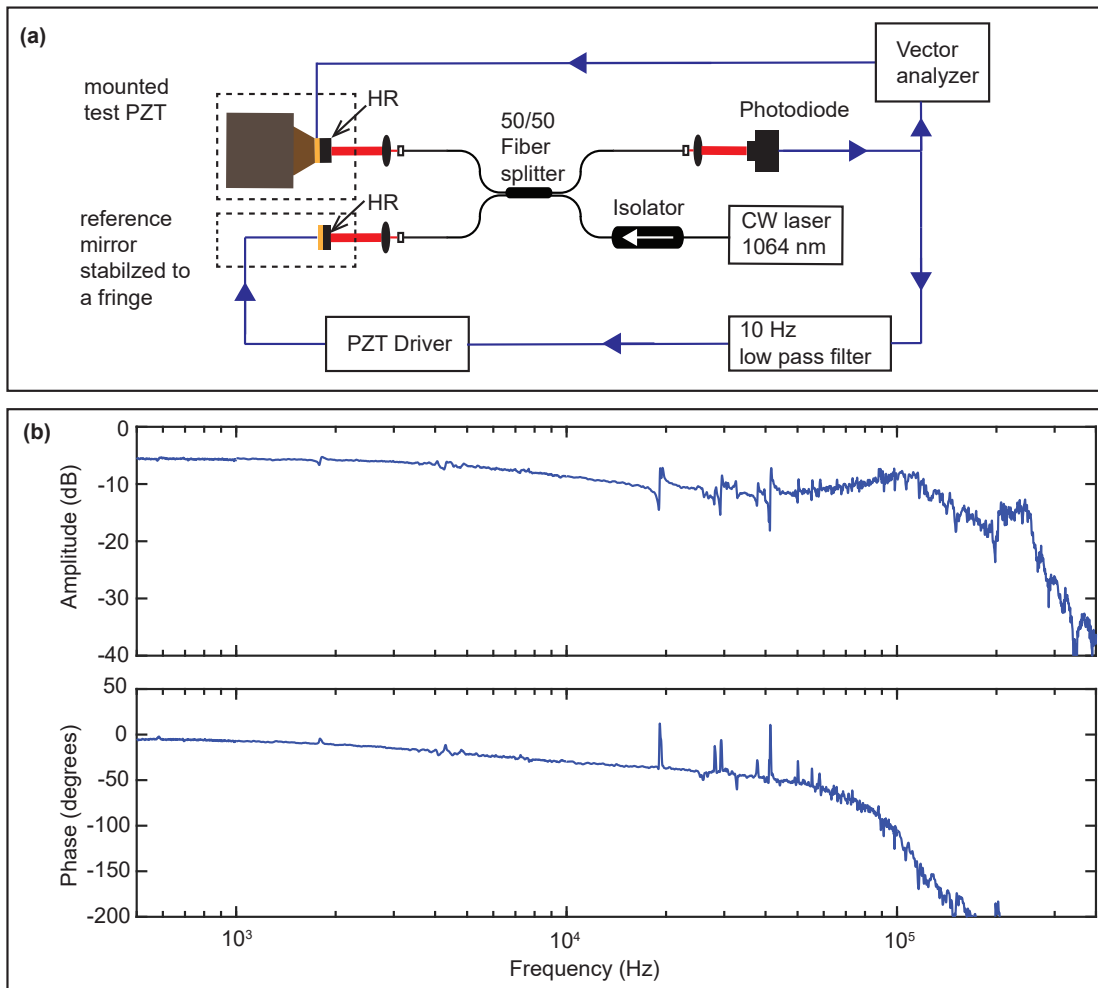 (a)
Vector
analyzer
mounted
test PZT
HR
50/50
Fiber
splitter
Photodiode
reference
mirror
stabilzed to
a fringe
HR
Isolator
CW laser
1064 nm
PZT Driver
10 Hz
low pass filter
(b)
Amplitude (dB)
0
-10
-20
-30
-40
Phase (degrees)
50
0
-50
-100
-150
-200
10³
10⁴
10⁵
Frequency (Hz)